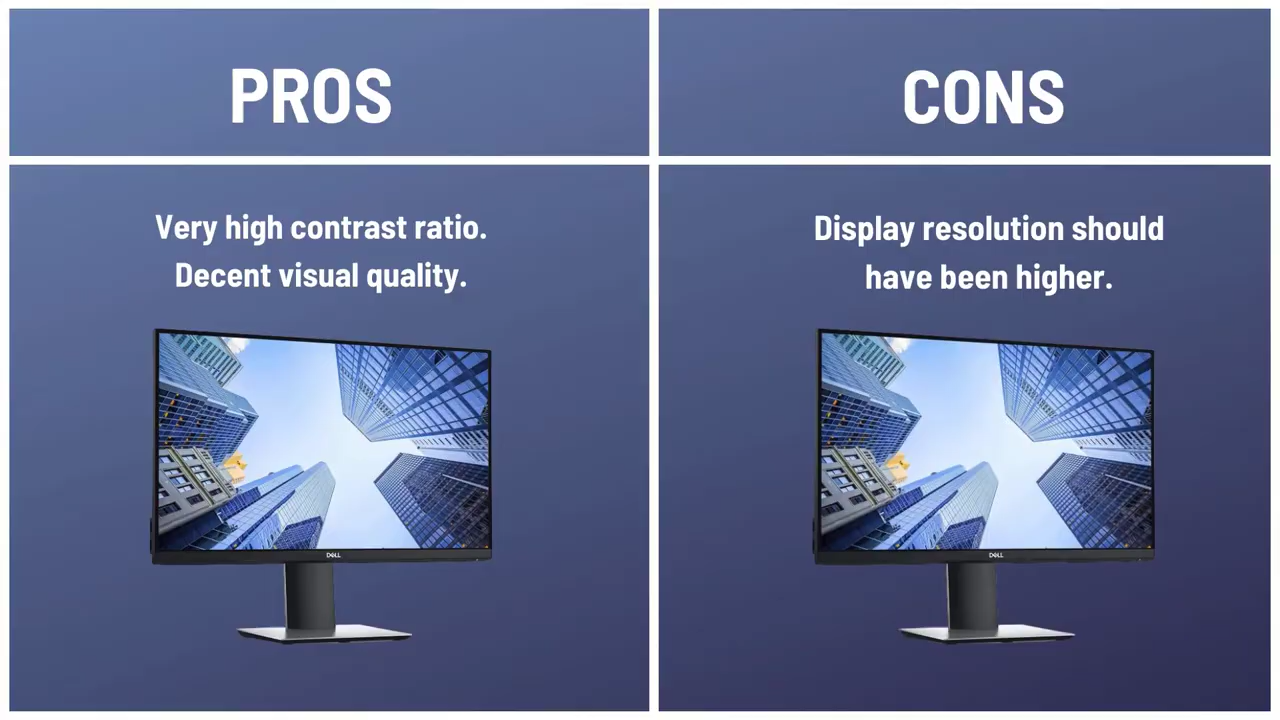 PROS
CONS
Very high contrast ratio.
Decent visual quality.
Display resolution should
have been higher.
DELL
DELL